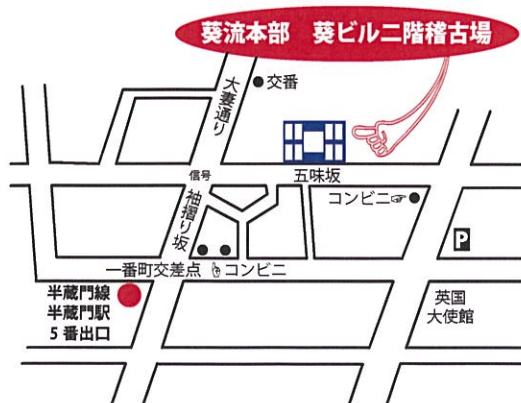 葵流本部　葵ビル二階稽古場
大妻通り
交番
信号
五味坂
袖摺り坂
コンビニ☞
P
一番町交差点
コンビニ
半蔵門線
半蔵門駅
5番出口
英国
大使館